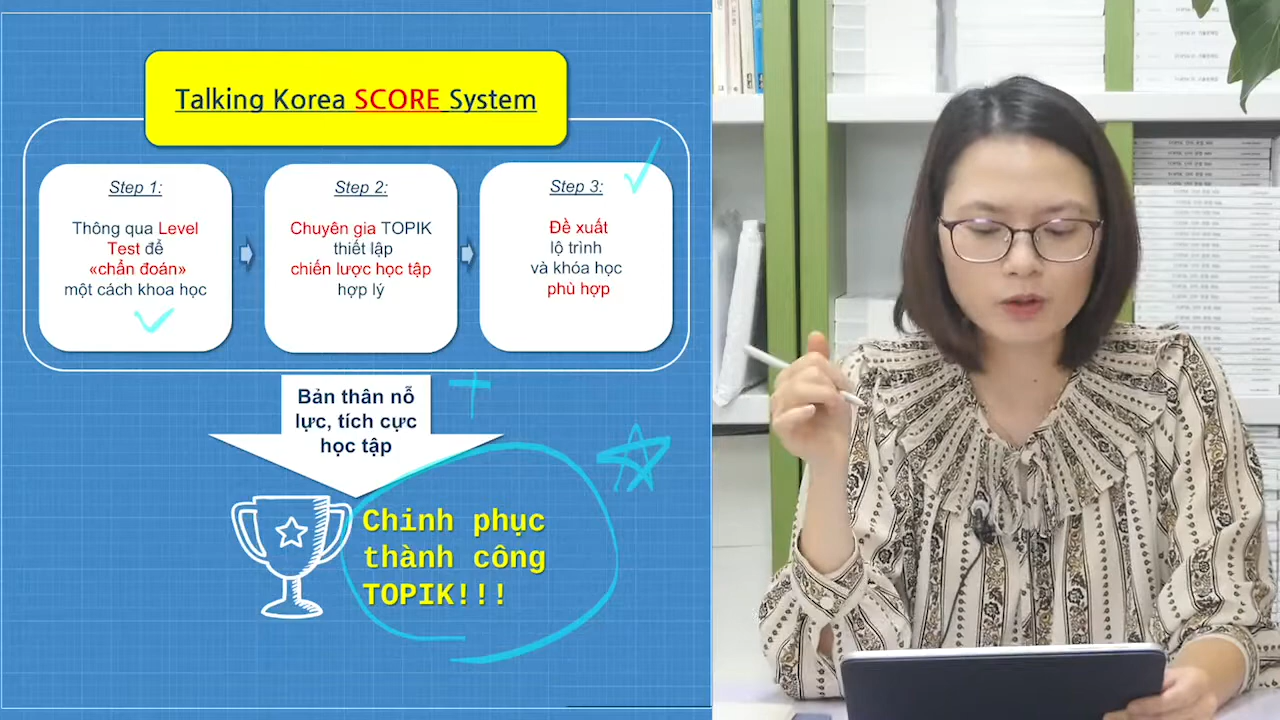 Talking Korea SCORE System
Step 1:
Thông qua Level
Test để
«chẩn đoán»
một cách khoa học
Step 2:
Chuyên gia TOPIK
thiết lập
chiến lược học tập
hợp lý
Step 3:
Đề xuất
lộ trình
và khóa học
phù hợp
Bản thân nỗ
lực, tích cực
học tập
Chinh phục
thành công
TOPIK!!!